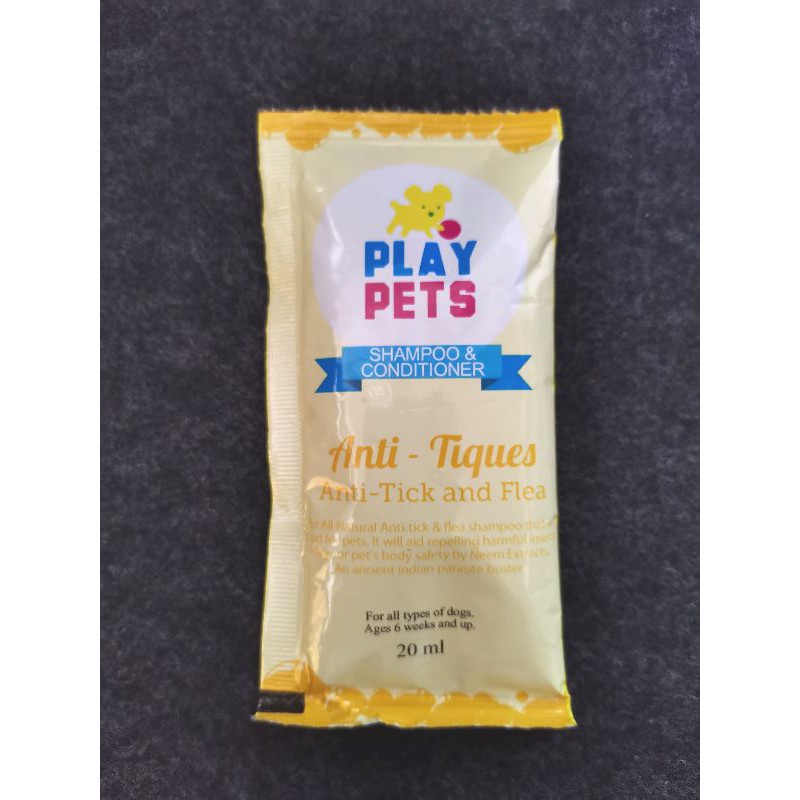 PLAY
PETS
SHAMPOO &
CONDITIONER
Anti - Tiques
Anti-Tick and Flea
All Natural Anti-tick & flea shampoo
for pets. It will aid repelling harmful
pet's body safety by Neem Extracts
An ancient indian parasite buster
For all types of dogs.
Ages 6 weeks and up.
20 ml